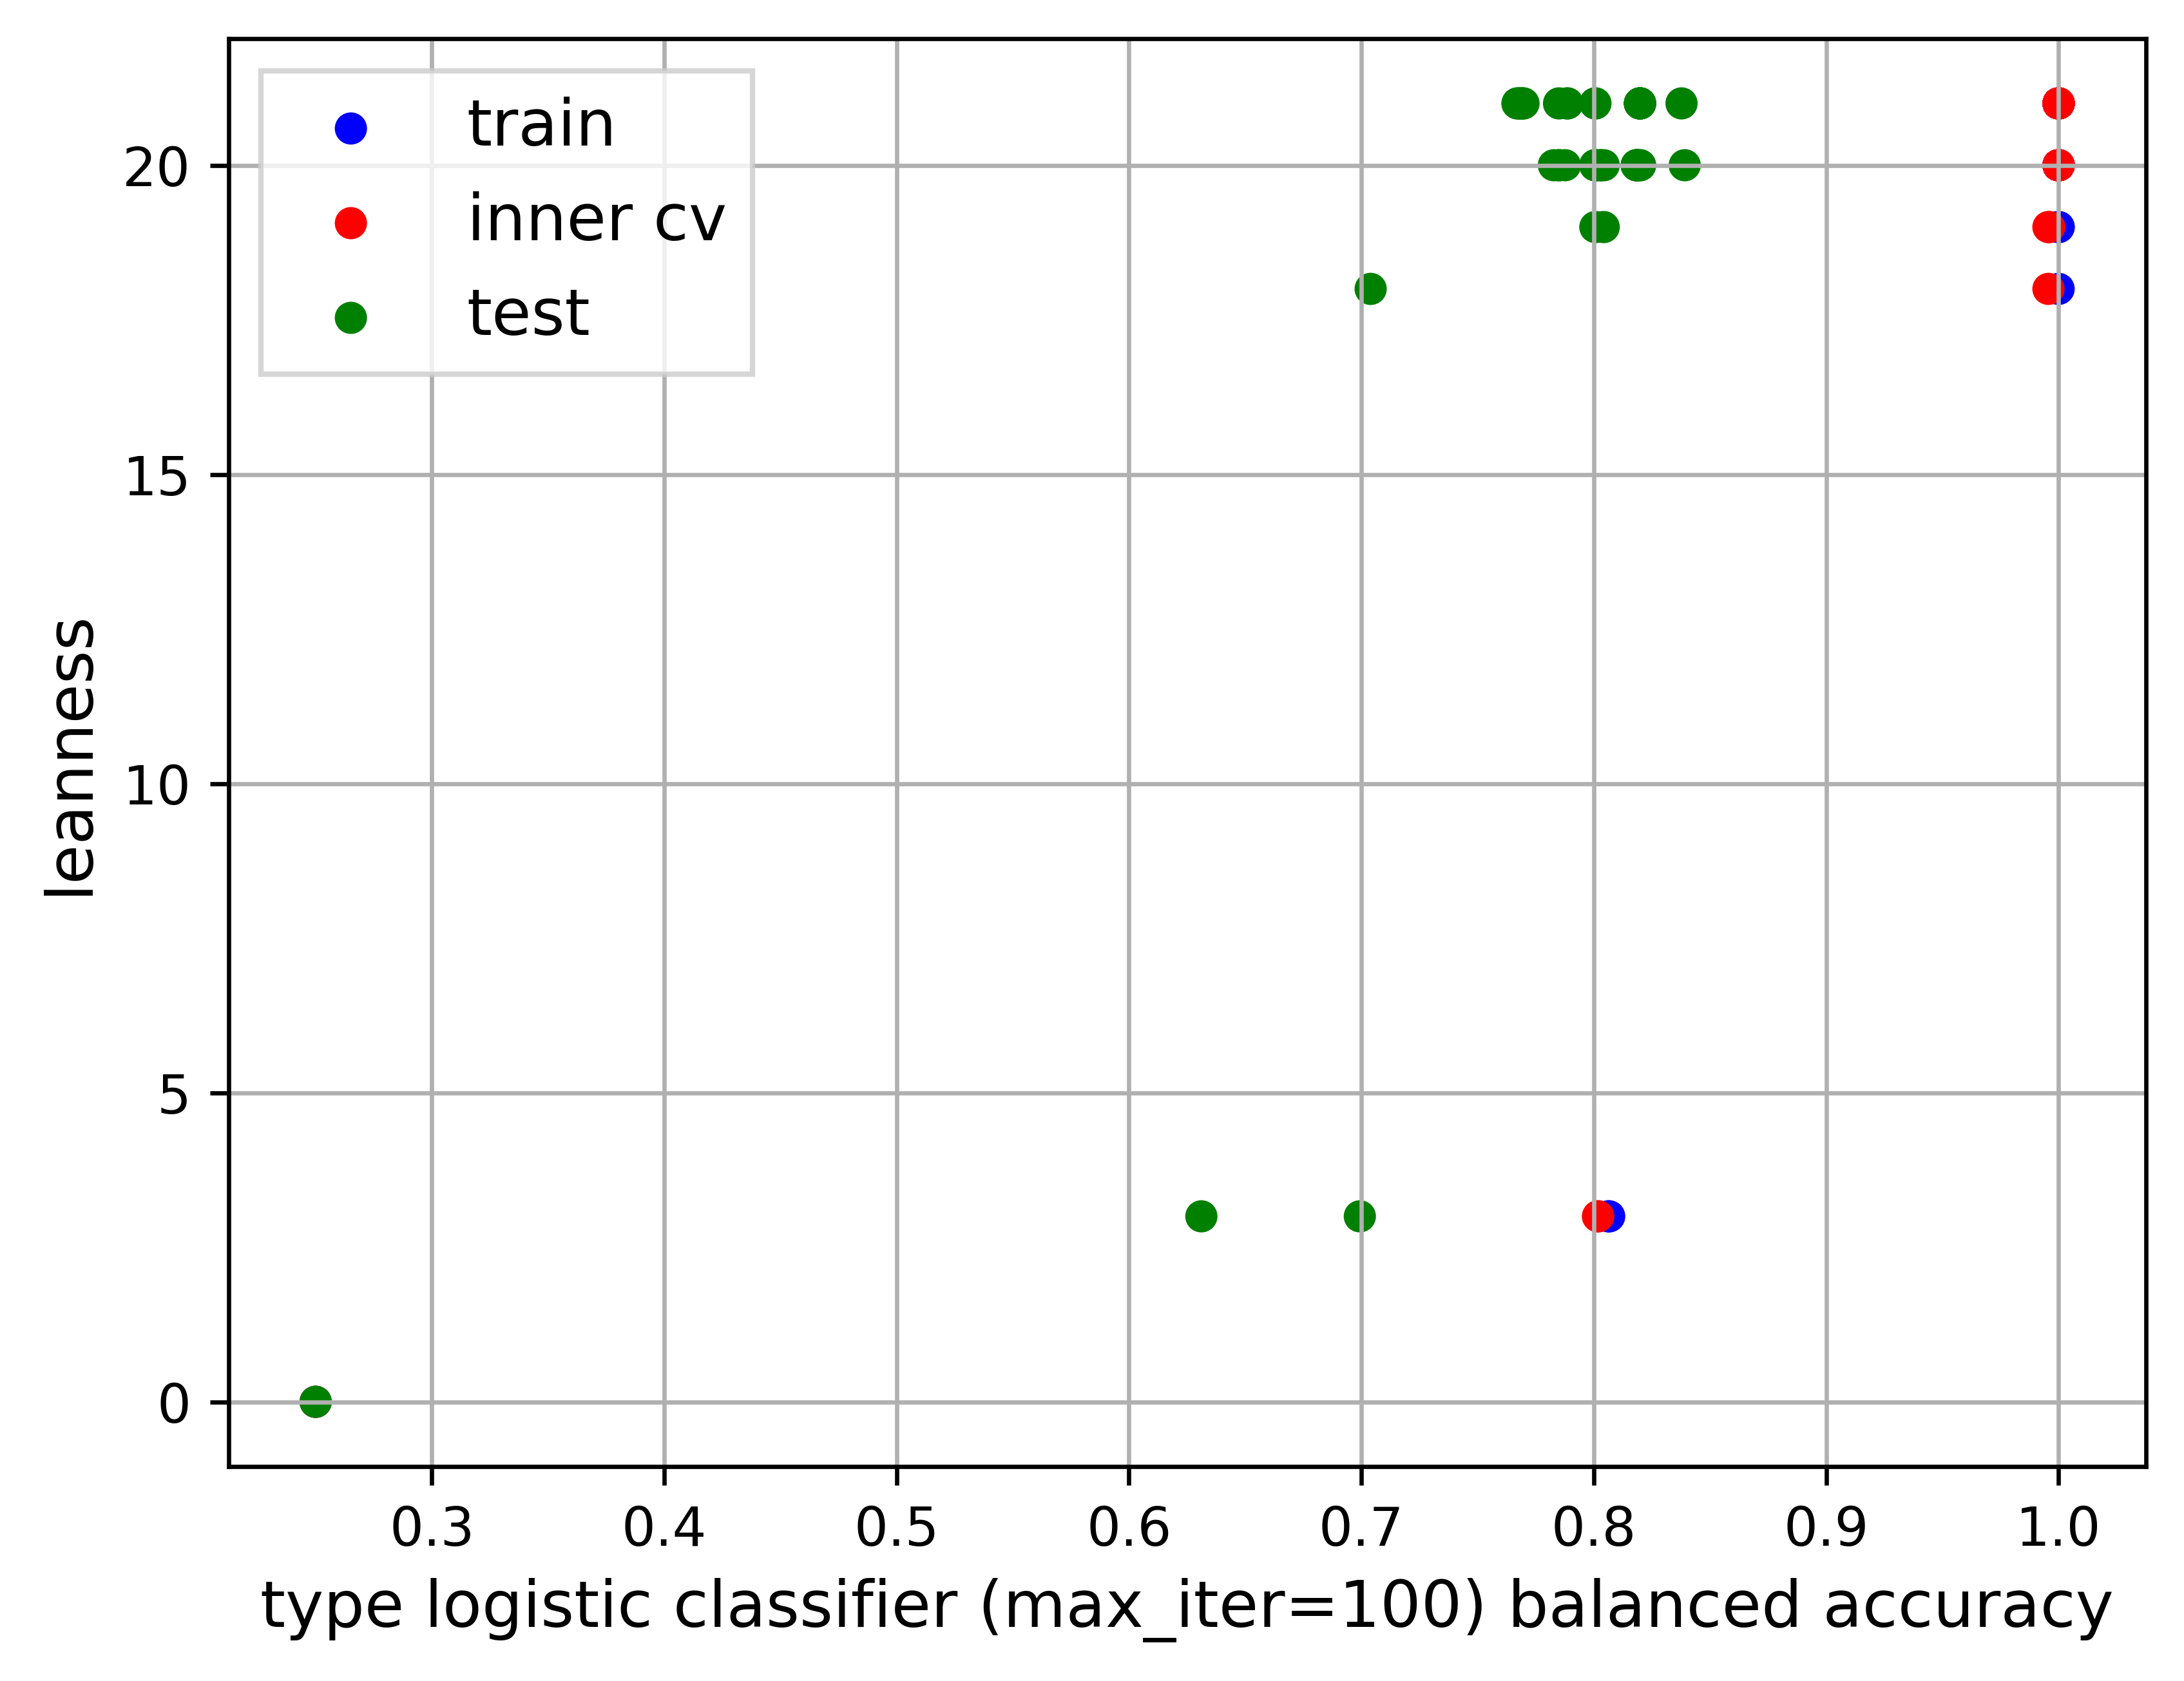 train
inner cv
test
20
15
10
5
0
leanness
0.3 0.4 0.5 0.6 0.7 0.8 0.9 1.0
type logistic classifier (max_iter=100) balanced accuracy